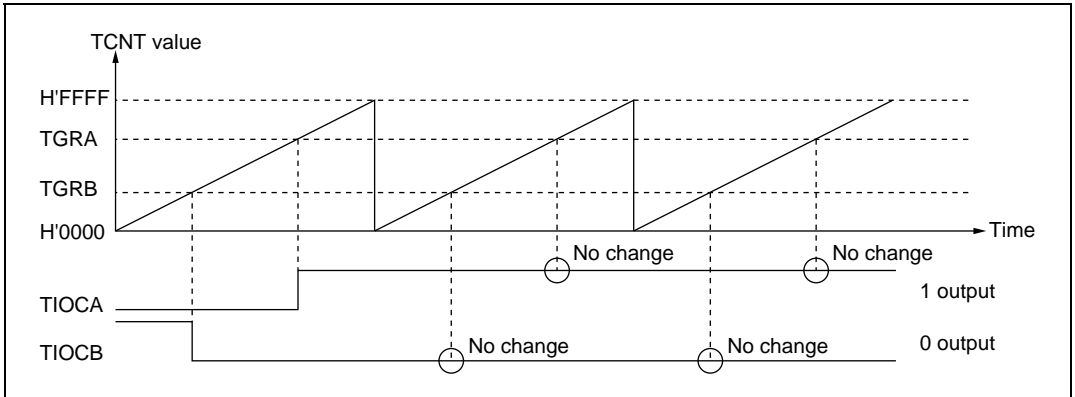 TCNT value
H'FFFF
TGRA
TGRB
H'0000
Time
No change
No change
1 output
TIOCA
No change
No change
0 output
TIOCB